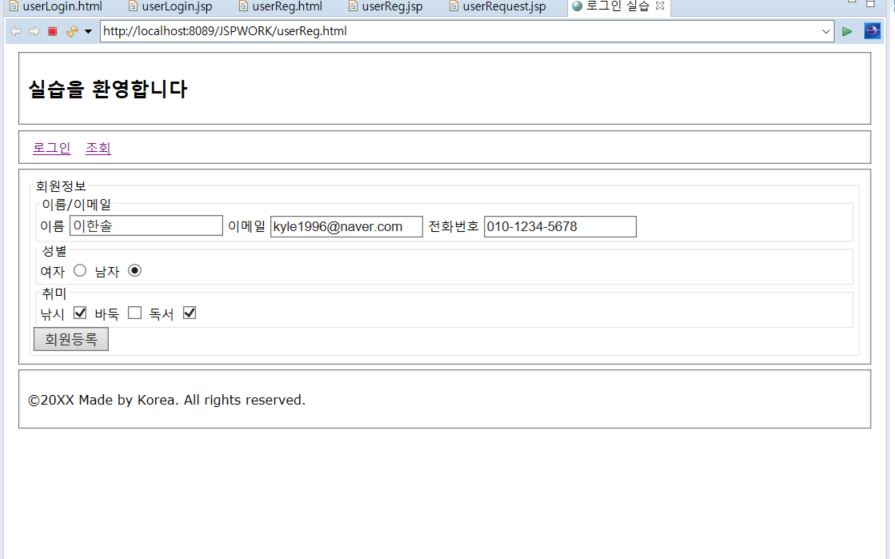 userLogin.html userLogin.jsp userReg.html userReg.jsp userRequest.jsp 로그인 실습
http://localhost:8089/JSPWORK/userReg.html
실습을 환영합니다
로그인 조회
회원정보
이름/이메일
이름 이한솔 이메일 kyle1996@naver.com 전화번호 010-1234-5678
성별
여자 남자
취미
낚시 바둑 독서
회원등록
©20XX Made by Korea. All rights reserved.